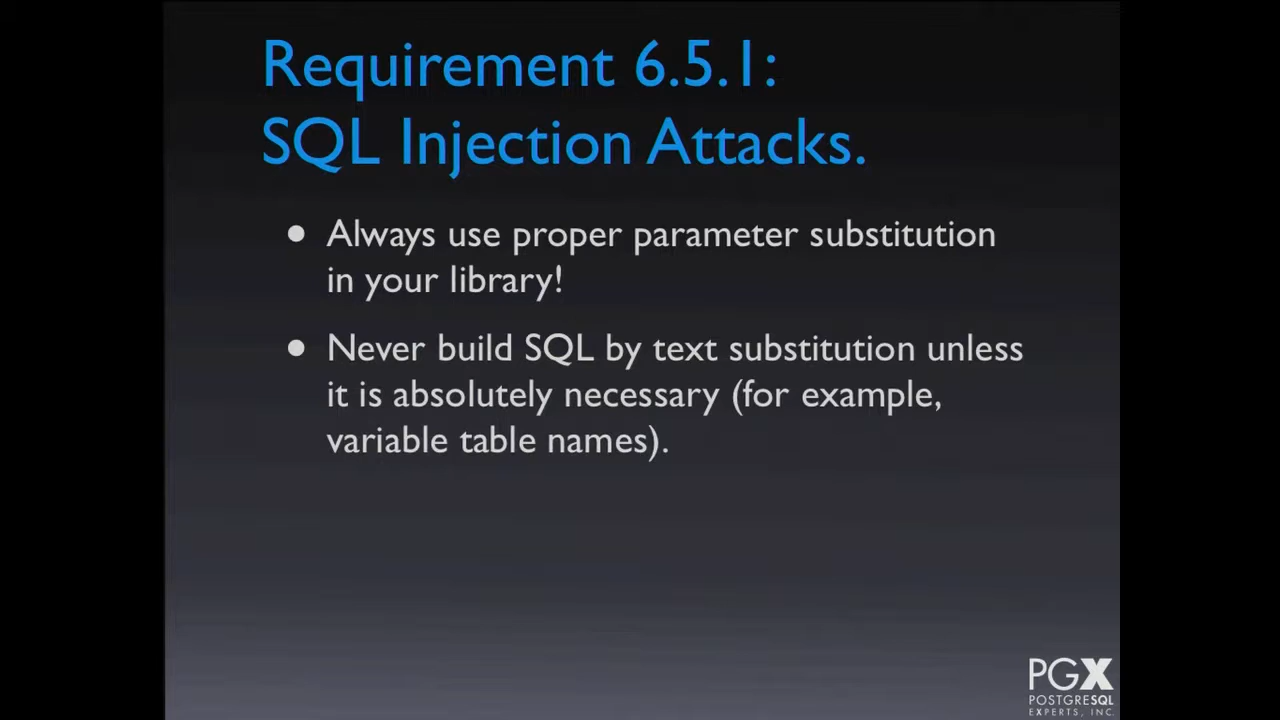 Requirement 6.5.1:
SQL Injection Attacks.
• Always use proper parameter substitution
in your library!
• Never build SQL by text substitution unless
it is absolutely necessary (for example,
variable table names).
PGX
POSTGRESQL
EXPERTS, INC.